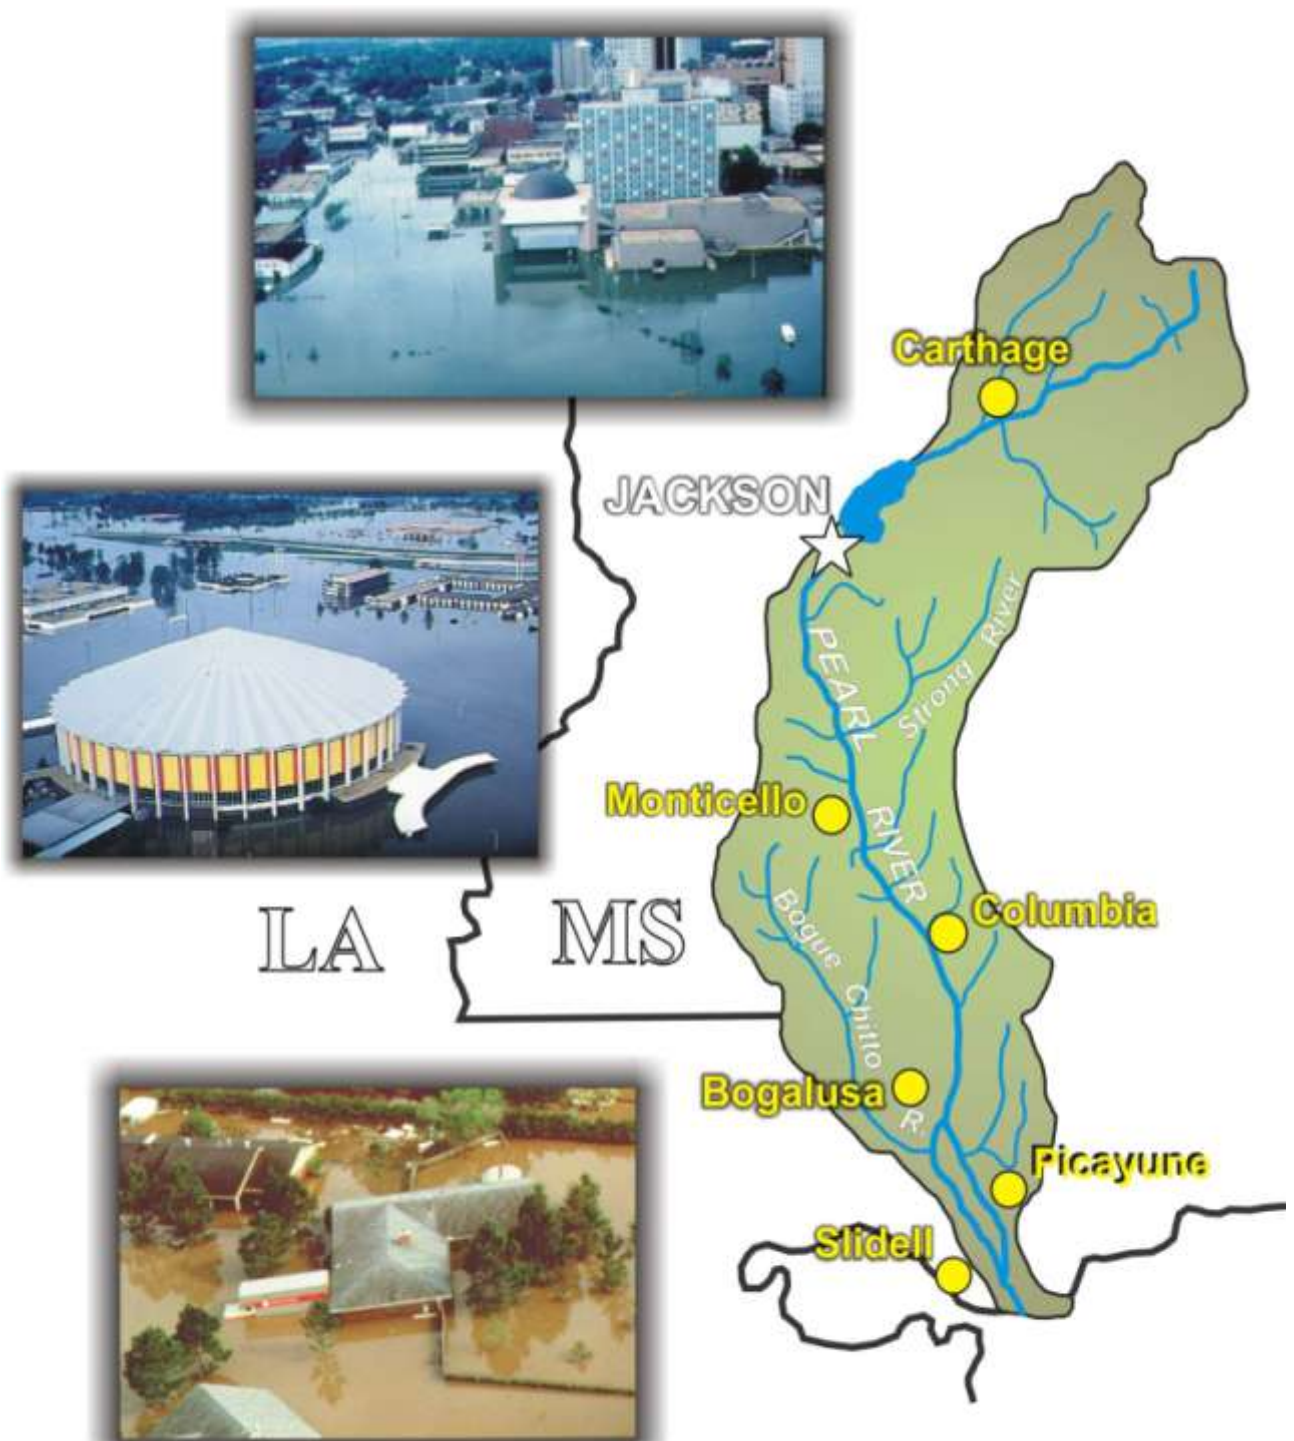 Carthage
JACKSON
PEARL
Strong River
Monticello
RIVER
Columbia
LA
MS
Bogue Chitto
Bogalusa
R.
Picayune
Slidell